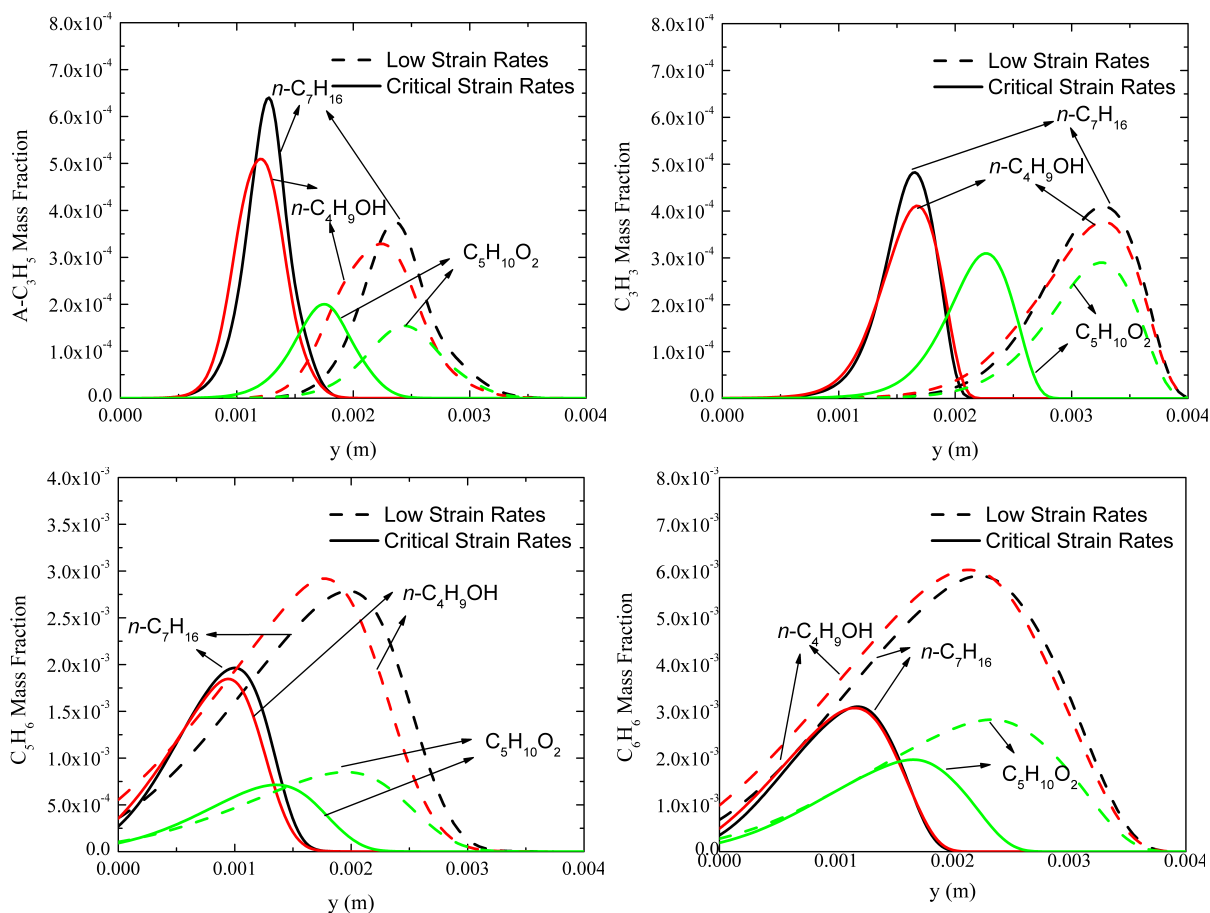 8.0x10⁻⁴
7.0x10⁻⁴
6.0x10⁻⁴
5.0x10⁻⁴
4.0x10⁻⁴
3.0x10⁻⁴
2.0x10⁻⁴
1.0x10⁻⁴
0.0
A-C₃H₅ Mass Fraction
Low Strain Rates
Critical Strain Rates
n-C₇H₁₆
n-C₄H₉OH
C₅H₁₀O₂
0.000 0.001 0.002 0.003 0.004
y (m)
8.0x10⁻⁴
7.0x10⁻⁴
6.0x10⁻⁴
5.0x10⁻⁴
4.0x10⁻⁴
3.0x10⁻⁴
2.0x10⁻⁴
1.0x10⁻⁴
0.0
C₃H₃ Mass Fraction
Low Strain Rates
Critical Strain Rates
n-C₇H₁₆
n-C₄H₉OH
C₅H₁₀O₂
0.000 0.001 0.002 0.003 0.004
y (m)
4.0x10⁻³
3.5x10⁻³
3.0x10⁻³
2.5x10⁻³
2.0x10⁻³
1.5x10⁻³
1.0x10⁻³
5.0x10⁻⁴
0.0
C₅H₆ Mass Fraction
Low Strain Rates
Critical Strain Rates
n-C₄H₉OH
n-C₇H₁₆
C₅H₁₀O₂
0.000 0.001 0.002 0.003 0.004
y (m)
8.0x10⁻³
7.0x10⁻³
6.0x10⁻³
5.0x10⁻³
4.0x10⁻³
3.0x10⁻³
2.0x10⁻³
1.0x10⁻³
0.0
C₆H₆ Mass Fraction
Low Strain Rates
Critical Strain Rates
n-C₄H₉OH
n-C₇H₁₆
C₅H₁₀O₂
0.000 0.001 0.002 0.003 0.004
y (m)